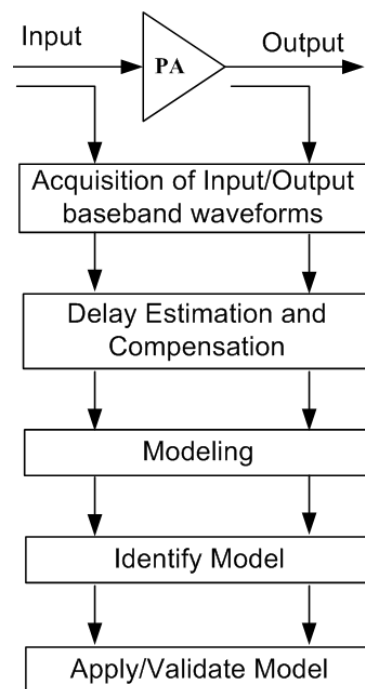 Input
PA
Output
Acquisition of Input/Output
baseband waveforms
Delay Estimation and
Compensation
Modeling
Identify Model
Apply/Validate Model